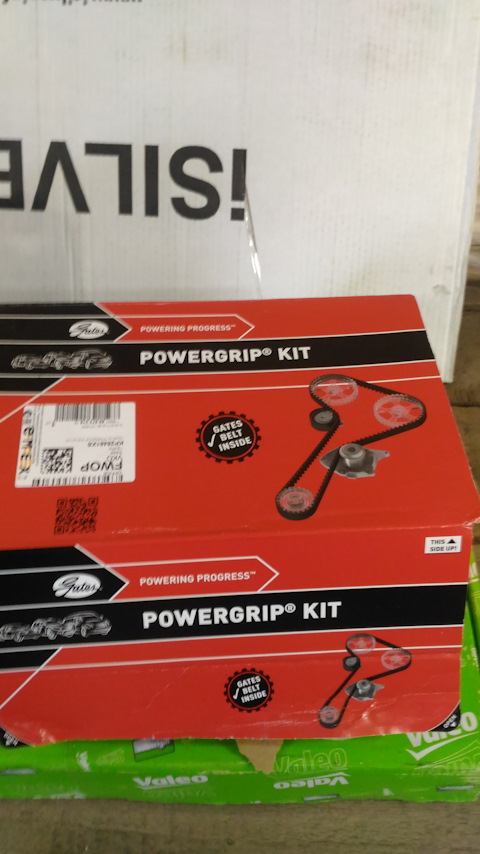 iSILVE
Gates
POWERING PROGRESS™
POWERGRIP® KIT
GATES
BELT
INSIDE
FWOP
THIS
SIDE UP!
Gates
POWERING PROGRESS™
POWERGRIP® KIT
GATES
BELT
INSIDE
Valeo
Valeo
Valeo
Valeo